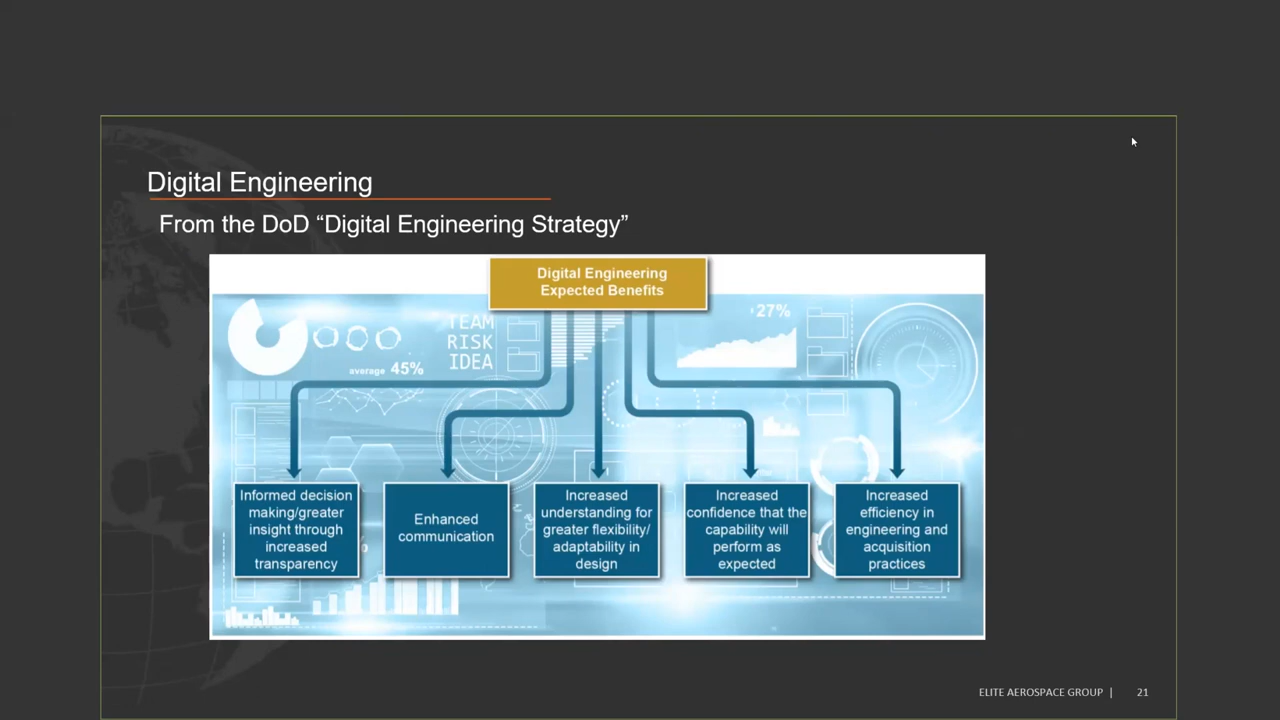 Digital Engineering
From the DoD “Digital Engineering Strategy”
Digital Engineering
Expected Benefits
TEAM
RISK
IDEA
average 45%
27%
Informed decision
making/greater
insight through
increased
transparency
Enhanced
communication
Increased
understanding for
greater flexibility/
adaptability in
design
Increased
confidence that the
capability will
perform as
expected
Increased
efficiency in
engineering and
acquisition
practices
ELITE AEROSPACE GROUP |
21